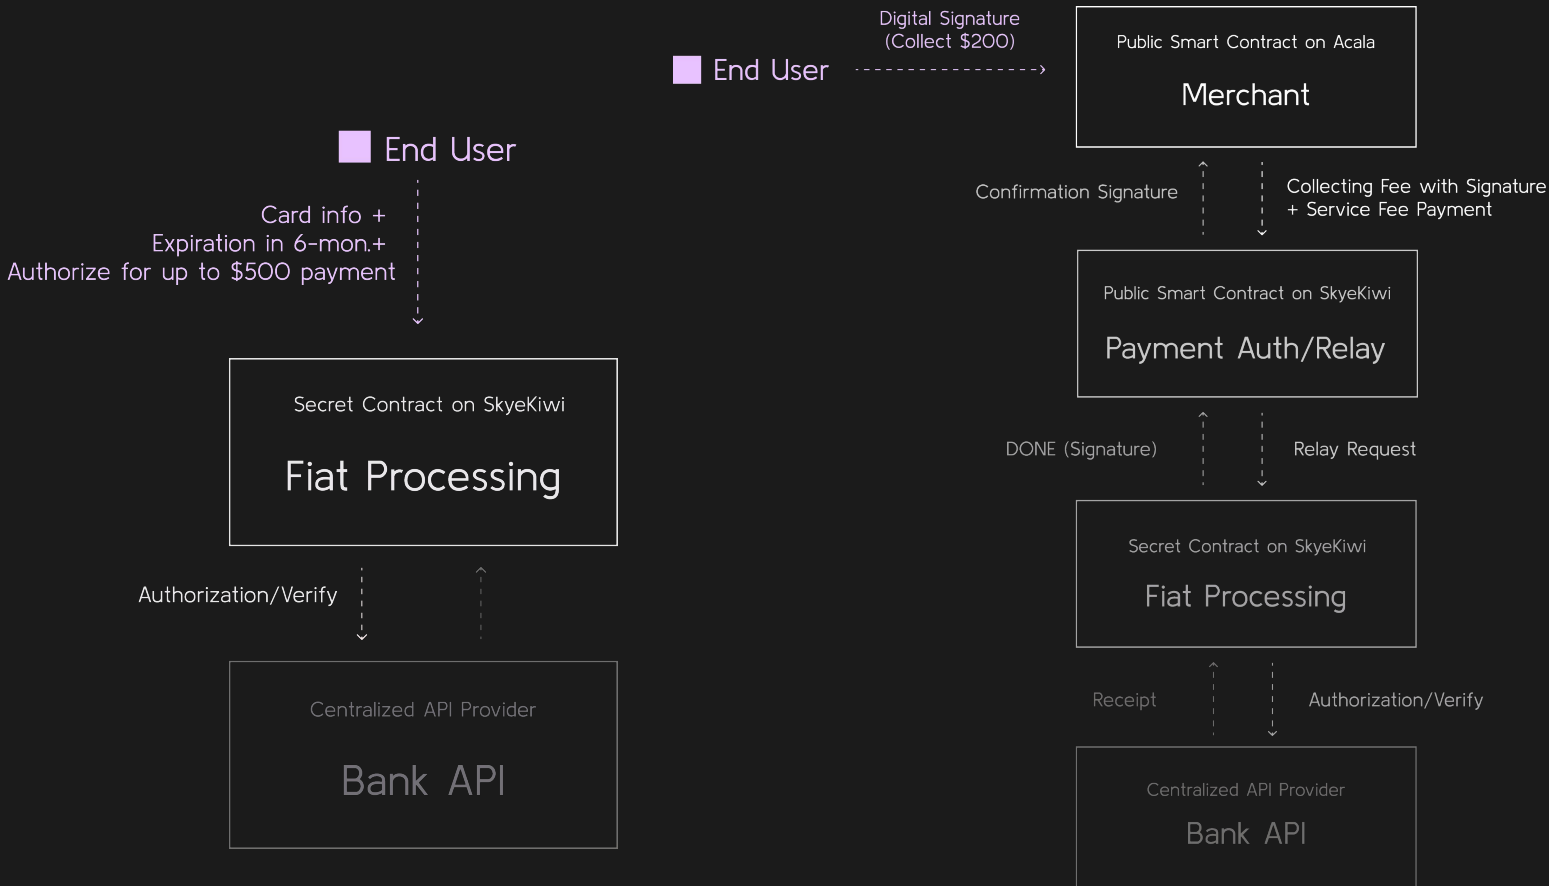 End User
Card info +
Expiration in 6-mon.+
Authorize for up to $500 payment
Secret Contract on SkyeKiwi
Fiat Processing
Authorization/Verify
Centralized API Provider
Bank API
End User
Digital Signature
(Collect $200)
Public Smart Contract on Acala
Merchant
Confirmation Signature
Collecting Fee with Signature
+ Service Fee Payment
Public Smart Contract on SkyeKiwi
Payment Auth/Relay
DONE (Signature)
Relay Request
Secret Contract on SkyeKiwi
Fiat Processing
Receipt
Authorization/Verify
Centralized API Provider
Bank API